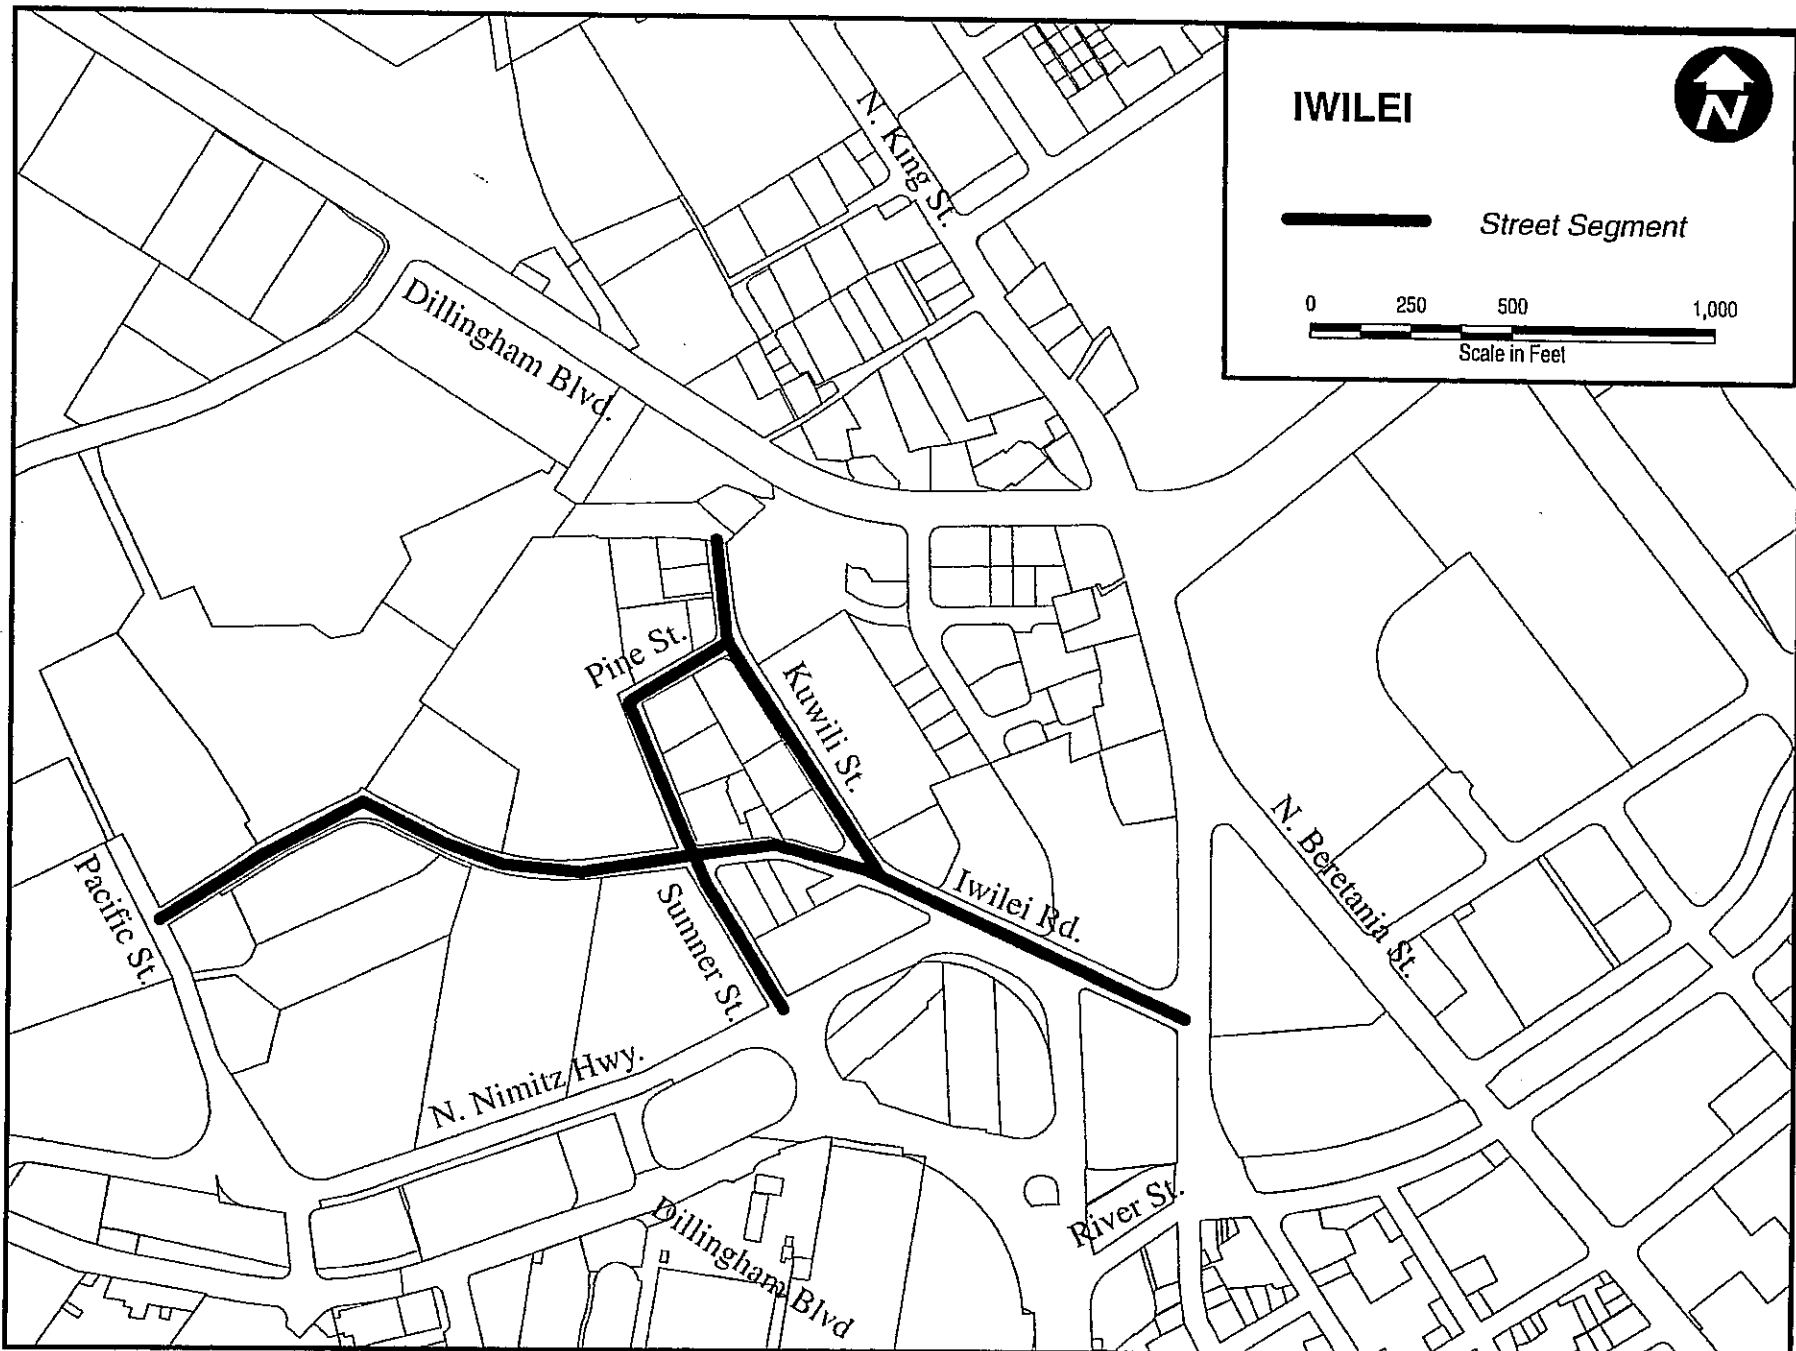 IWILEI
N
Street Segment
0 250 500 1,000
Scale in Feet
N. King St.
Dillingham Blvd.
Pine St.
Kuwili St.
N. Beretania St.
Pacific St.
Sumner St.
Iwilei Rd.
N. Nimitz Hwy.
River St.
Dillingham Blvd